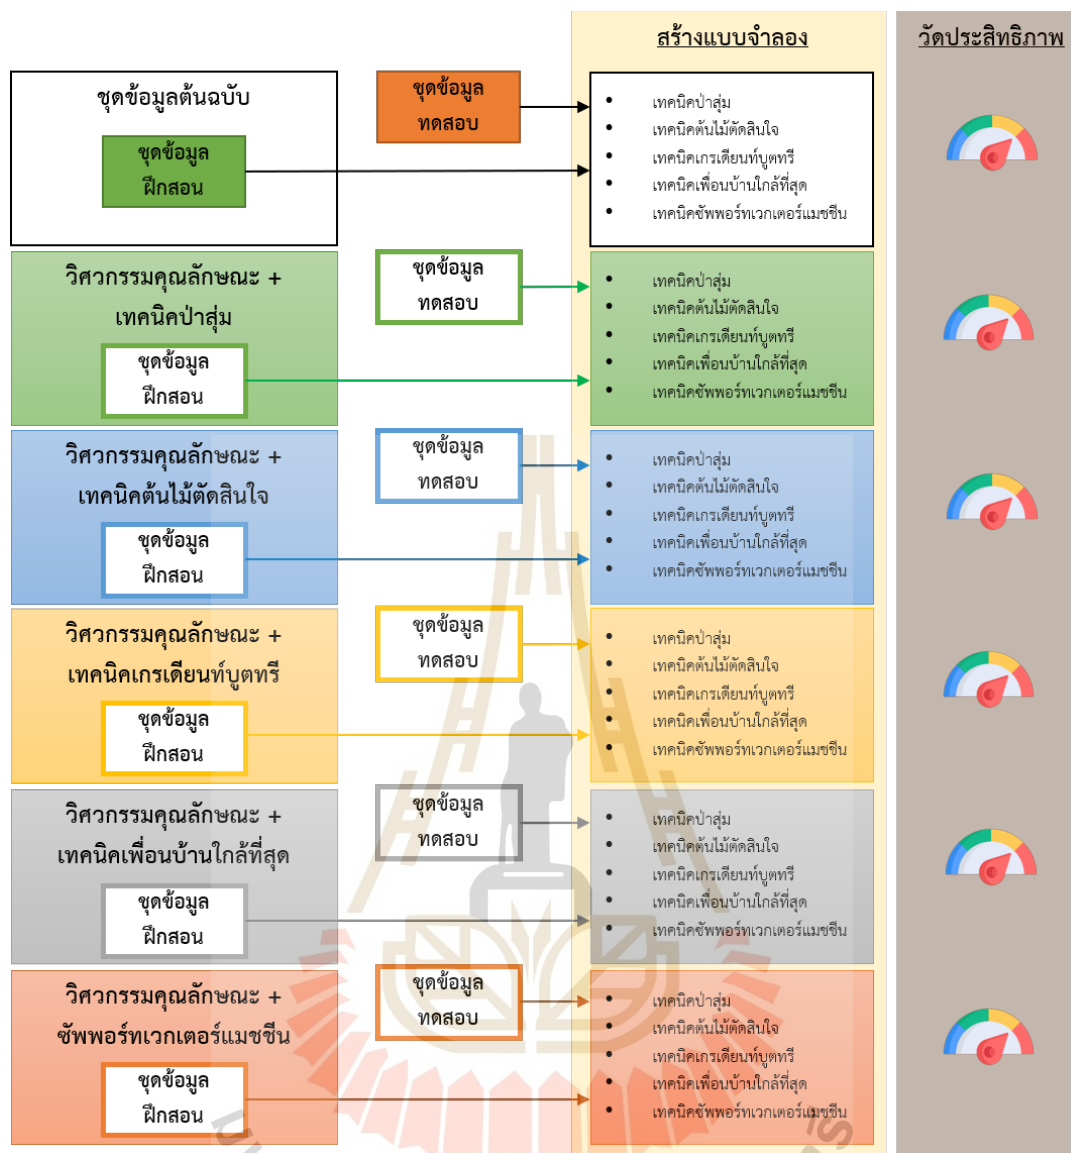 สร้างแบบจำลอง
วัดประสิทธิภาพ
ชุดข้อมูลต้นฉบับ
ชุดข้อมูล
ฝึกสอน
ชุดข้อมูล
ทดสอบ
• เทคนิคป่าสุ่ม
• เทคนิคต้นไม้ตัดสินใจ
• เทคนิคเกรเดียนท์บูตทรี
• เทคนิคเพื่อนบ้านใกล้ที่สุด
• เทคนิคซัพพอร์ทเวกเตอร์แมชชีน
วิศวกรรมคุณลักษณะ +
เทคนิคป่าสุ่ม
ชุดข้อมูล
ฝึกสอน
ชุดข้อมูล
ทดสอบ
• เทคนิคป่าสุ่ม
• เทคนิคต้นไม้ตัดสินใจ
• เทคนิคเกรเดียนท์บูตทรี
• เทคนิคเพื่อนบ้านใกล้ที่สุด
• เทคนิคซัพพอร์ทเวกเตอร์แมชชีน
วิศวกรรมคุณลักษณะ +
เทคนิคต้นไม้ตัดสินใจ
ชุดข้อมูล
ฝึกสอน
ชุดข้อมูล
ทดสอบ
• เทคนิคป่าสุ่ม
• เทคนิคต้นไม้ตัดสินใจ
• เทคนิคเกรเดียนท์บูตทรี
• เทคนิคเพื่อนบ้านใกล้ที่สุด
• เทคนิคซัพพอร์ทเวกเตอร์แมชชีน
วิศวกรรมคุณลักษณะ +
เทคนิคเกรเดียนท์บูตทรี
ชุดข้อมูล
ฝึกสอน
ชุดข้อมูล
ทดสอบ
• เทคนิคป่าสุ่ม
• เทคนิคต้นไม้ตัดสินใจ
• เทคนิคเกรเดียนท์บูตทรี
• เทคนิคเพื่อนบ้านใกล้ที่สุด
• เทคนิคซัพพอร์ทเวกเตอร์แมชชีน
วิศวกรรมคุณลักษณะ +
เทคนิคเพื่อนบ้านใกล้ที่สุด
ชุดข้อมูล
ฝึกสอน
ชุดข้อมูล
ทดสอบ
• เทคนิคป่าสุ่ม
• เทคนิคต้นไม้ตัดสินใจ
• เทคนิคเกรเดียนท์บูตทรี
• เทคนิคเพื่อนบ้านใกล้ที่สุด
• เทคนิคซัพพอร์ทเวกเตอร์แมชชีน
วิศวกรรมคุณลักษณะ +
ซัพพอร์ทเวกเตอร์แมชชีน
ชุดข้อมูล
ฝึกสอน
ชุดข้อมูล
ทดสอบ
• เทคนิคป่าสุ่ม
• เทคนิคต้นไม้ตัดสินใจ
• เทคนิคเกรเดียนท์บูตทรี
• เทคนิคเพื่อนบ้านใกล้ที่สุด
• เทคนิคซัพพอร์ทเวกเตอร์แมชชีน